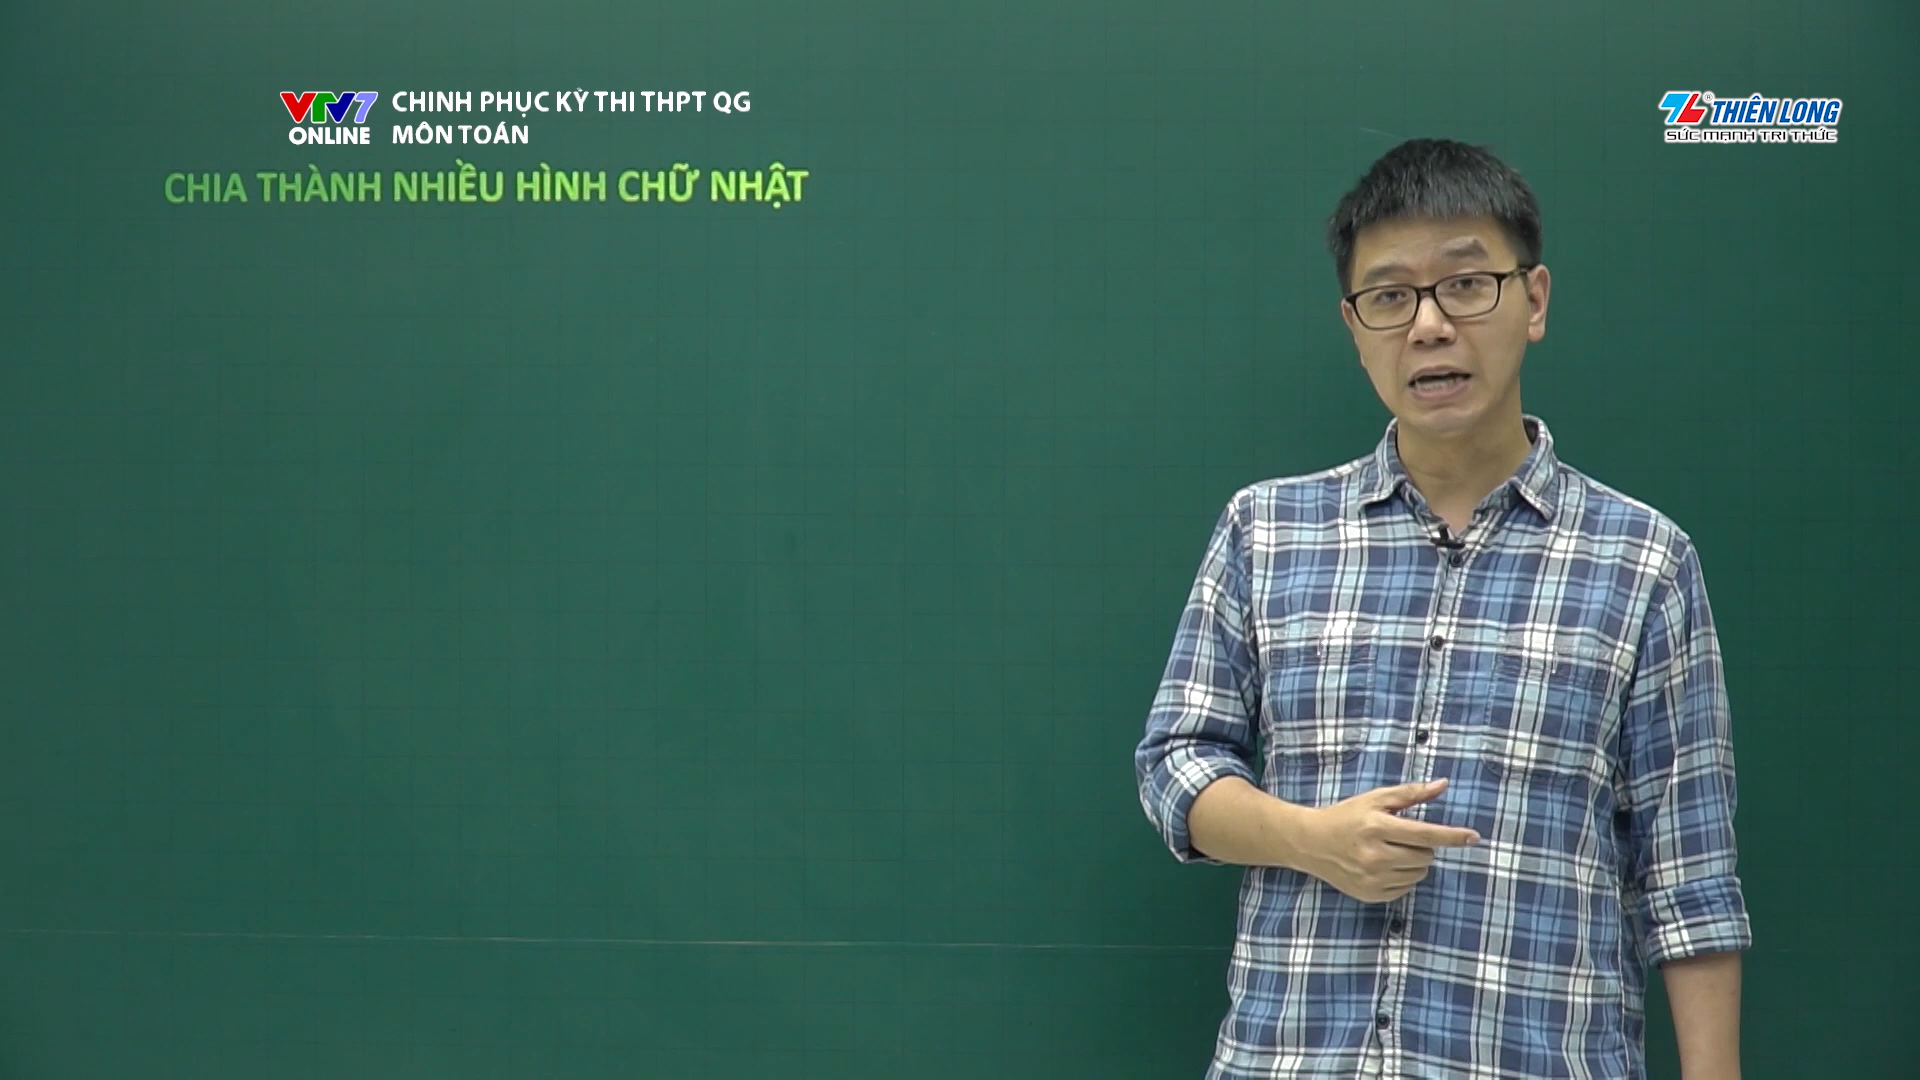 VTV7
ONLINE
CHINH PHỤC KỲ THI THPT QG
MÔN TOÁN
THIÊN LONG
SỨC MẠNH TRI THỨC
CHIA THÀNH NHIỀU HÌNH CHỮ NHẬT